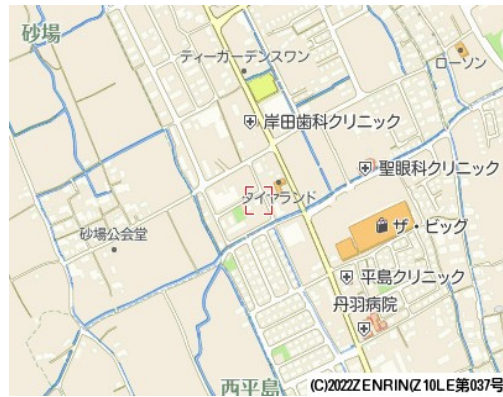 砂場
ローソン
ティーガーデンスワン
岸田歯科クリニック
聖眼科クリニック
タイヤランド
ザ・ビッグ
砂場公会堂
平島クリニック
丹羽病院
西平島
(C)2022ZENRIN(Z10LE第037号